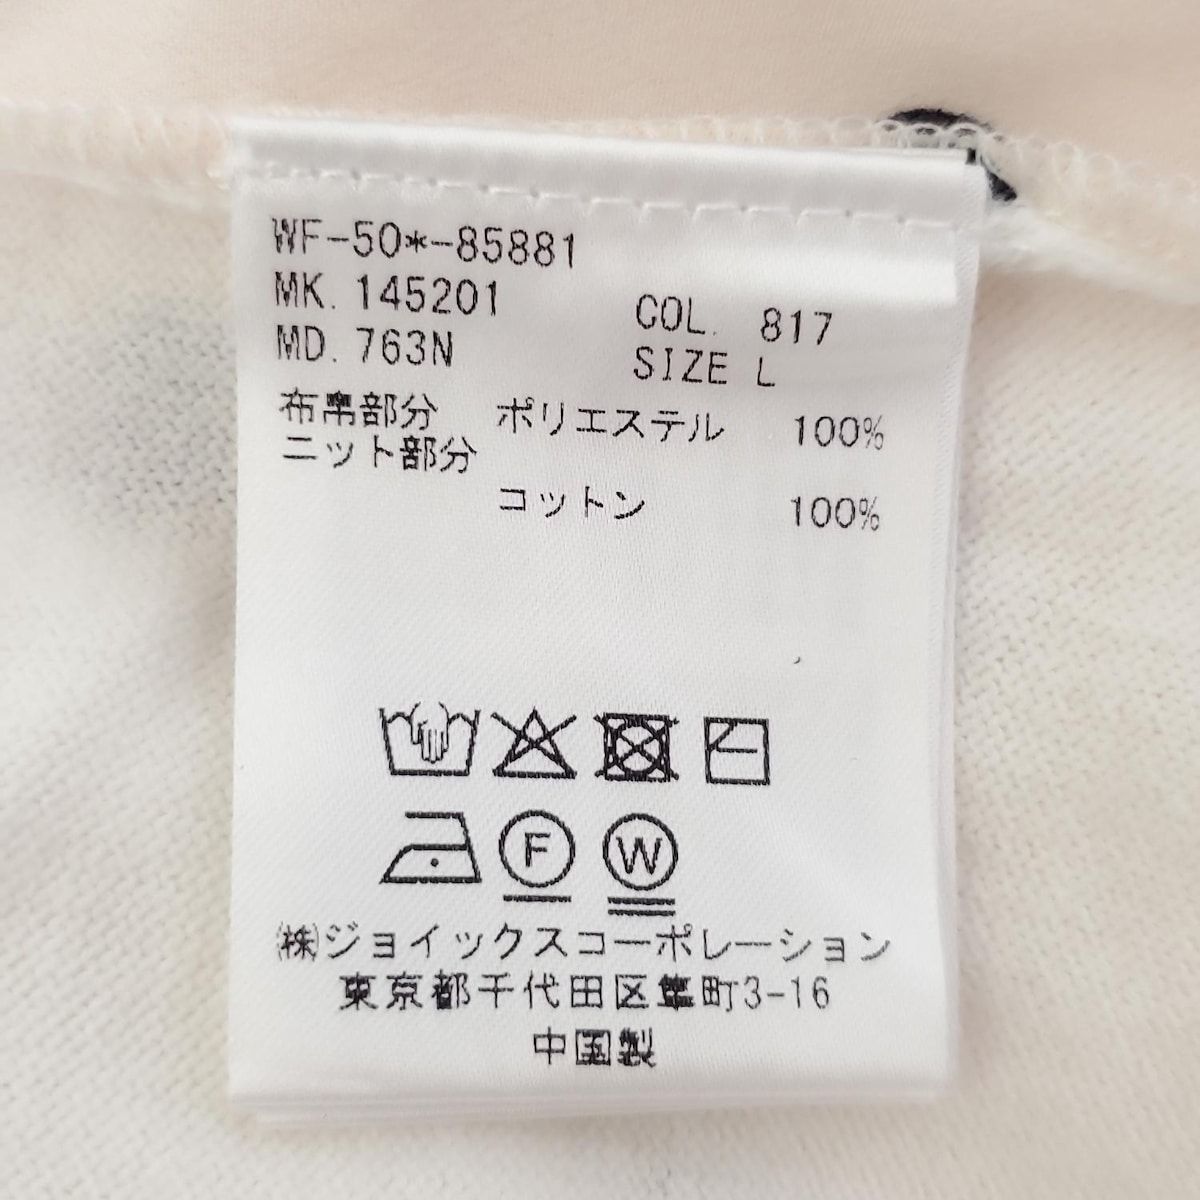 WF-50*-85881
MK. 145201
MD. 763N
COL. 817
SIZE L
布帛部分 ポリエステル 100%
ニット部分
コットン 100%
F W
㈱ジョイックスコーポレーション
東京都千代田区隼町3-16
中国製